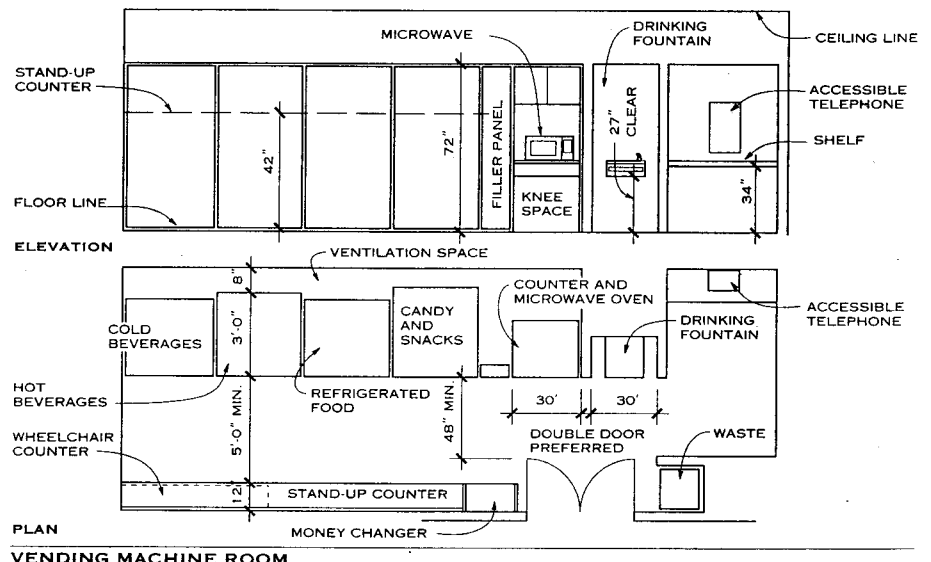 MICROWAVE
DRINKING
FOUNTAIN
CEILING LINE
STAND-UP
COUNTER
ACCESSIBLE
TELEPHONE
27"
CLEAR
42"
72"
FILLER PANEL
SHELF
KNEE
SPACE
34"
FLOOR LINE
ELEVATION
VENTILATION SPACE
8"
COUNTER AND
MICROWAVE OVEN
ACCESSIBLE
TELEPHONE
COLD
BEVERAGES
3'-0"
CANDY
AND
SNACKS
DRINKING
FOUNTAIN
HOT
BEVERAGES
REFRIGERATED
FOOD
5'-0" MIN.
48" MIN.
30'
30'
WHEELCHAIR
COUNTER
DOUBLE DOOR
PREFERRED
WASTE
12
STAND-UP COUNTER
PLAN
MONEY CHANGER
VENDING MACHINE ROOM